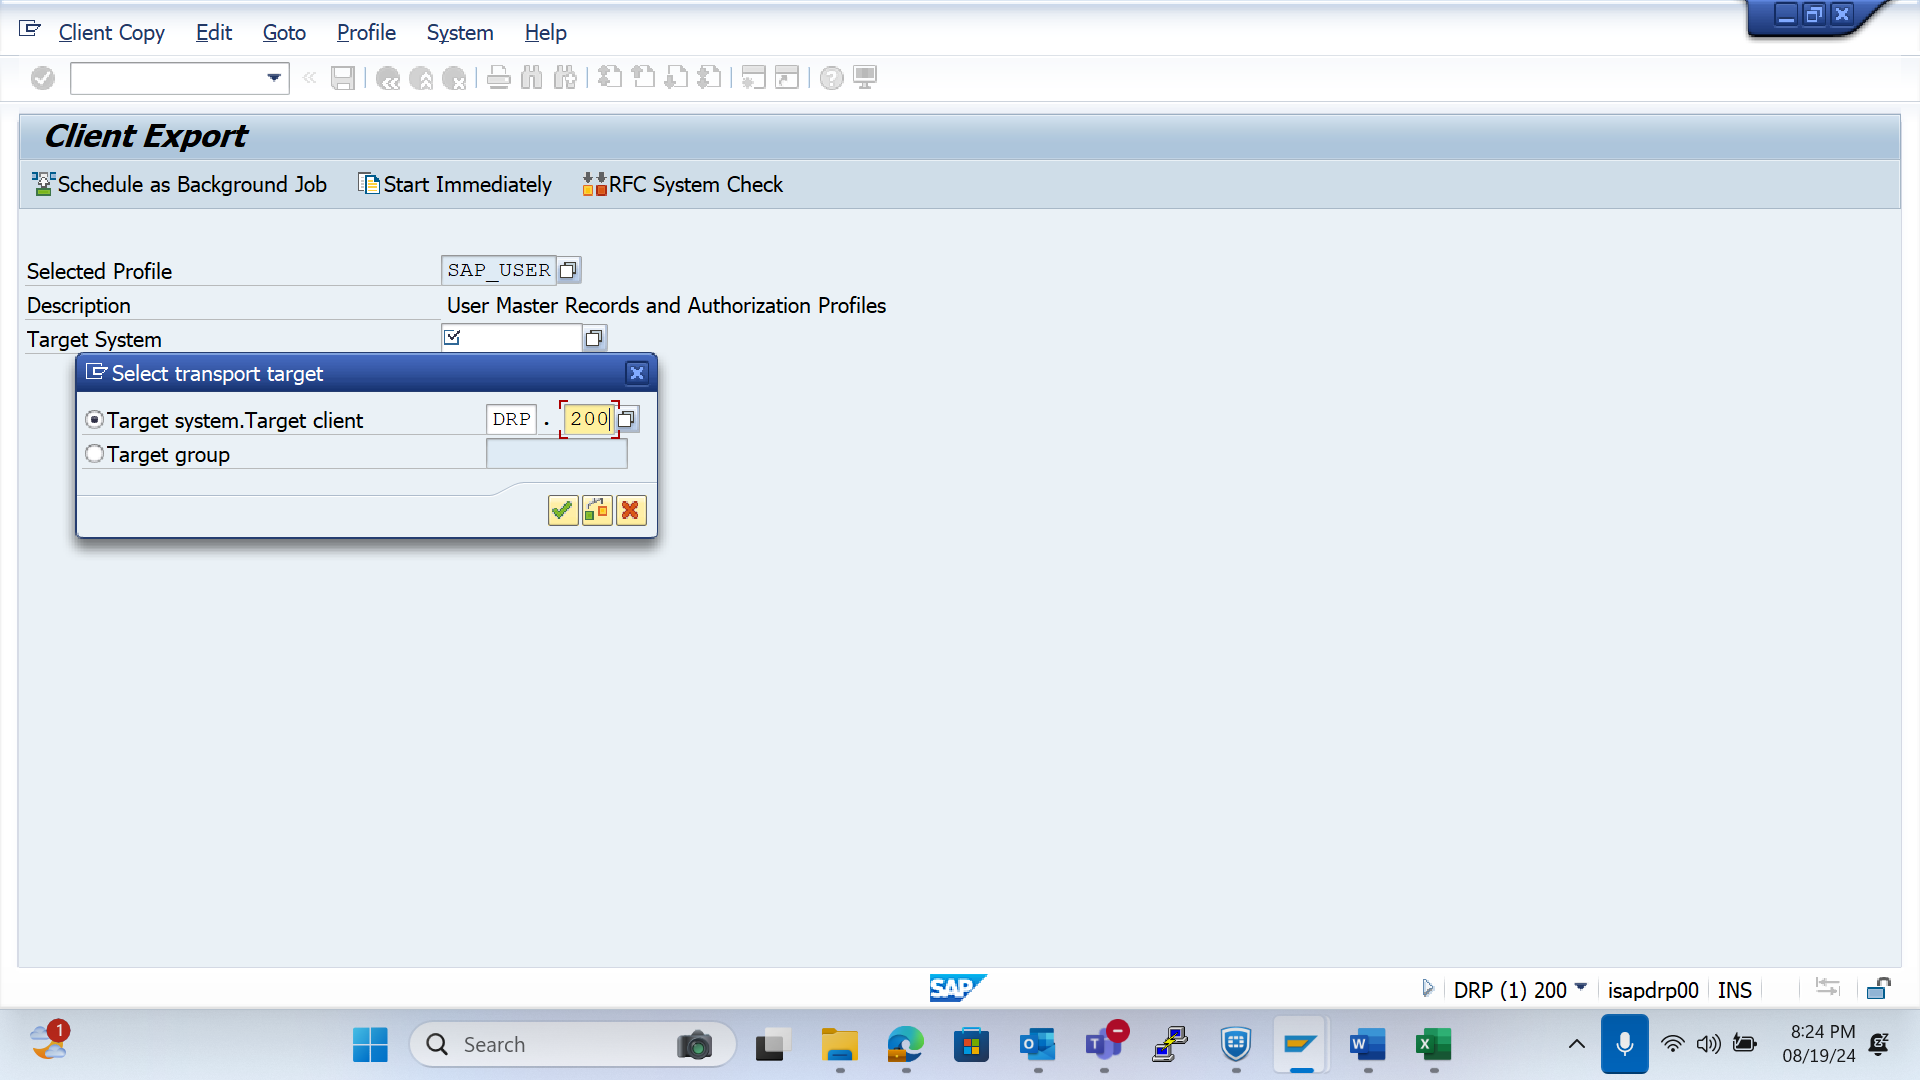 Client Copy Edit Goto Profile System Help
Client Export
Schedule as Background Job Start Immediately RFC System Check
Selected Profile SAP_USER
Description User Master Records and Authorization Profiles
Target System
Select transport target
Target system.Target client DRP . 200
Target group
SAP
DRP (1) 200 isapdrp00 INS
1
Search
8:24 PM
08/19/24